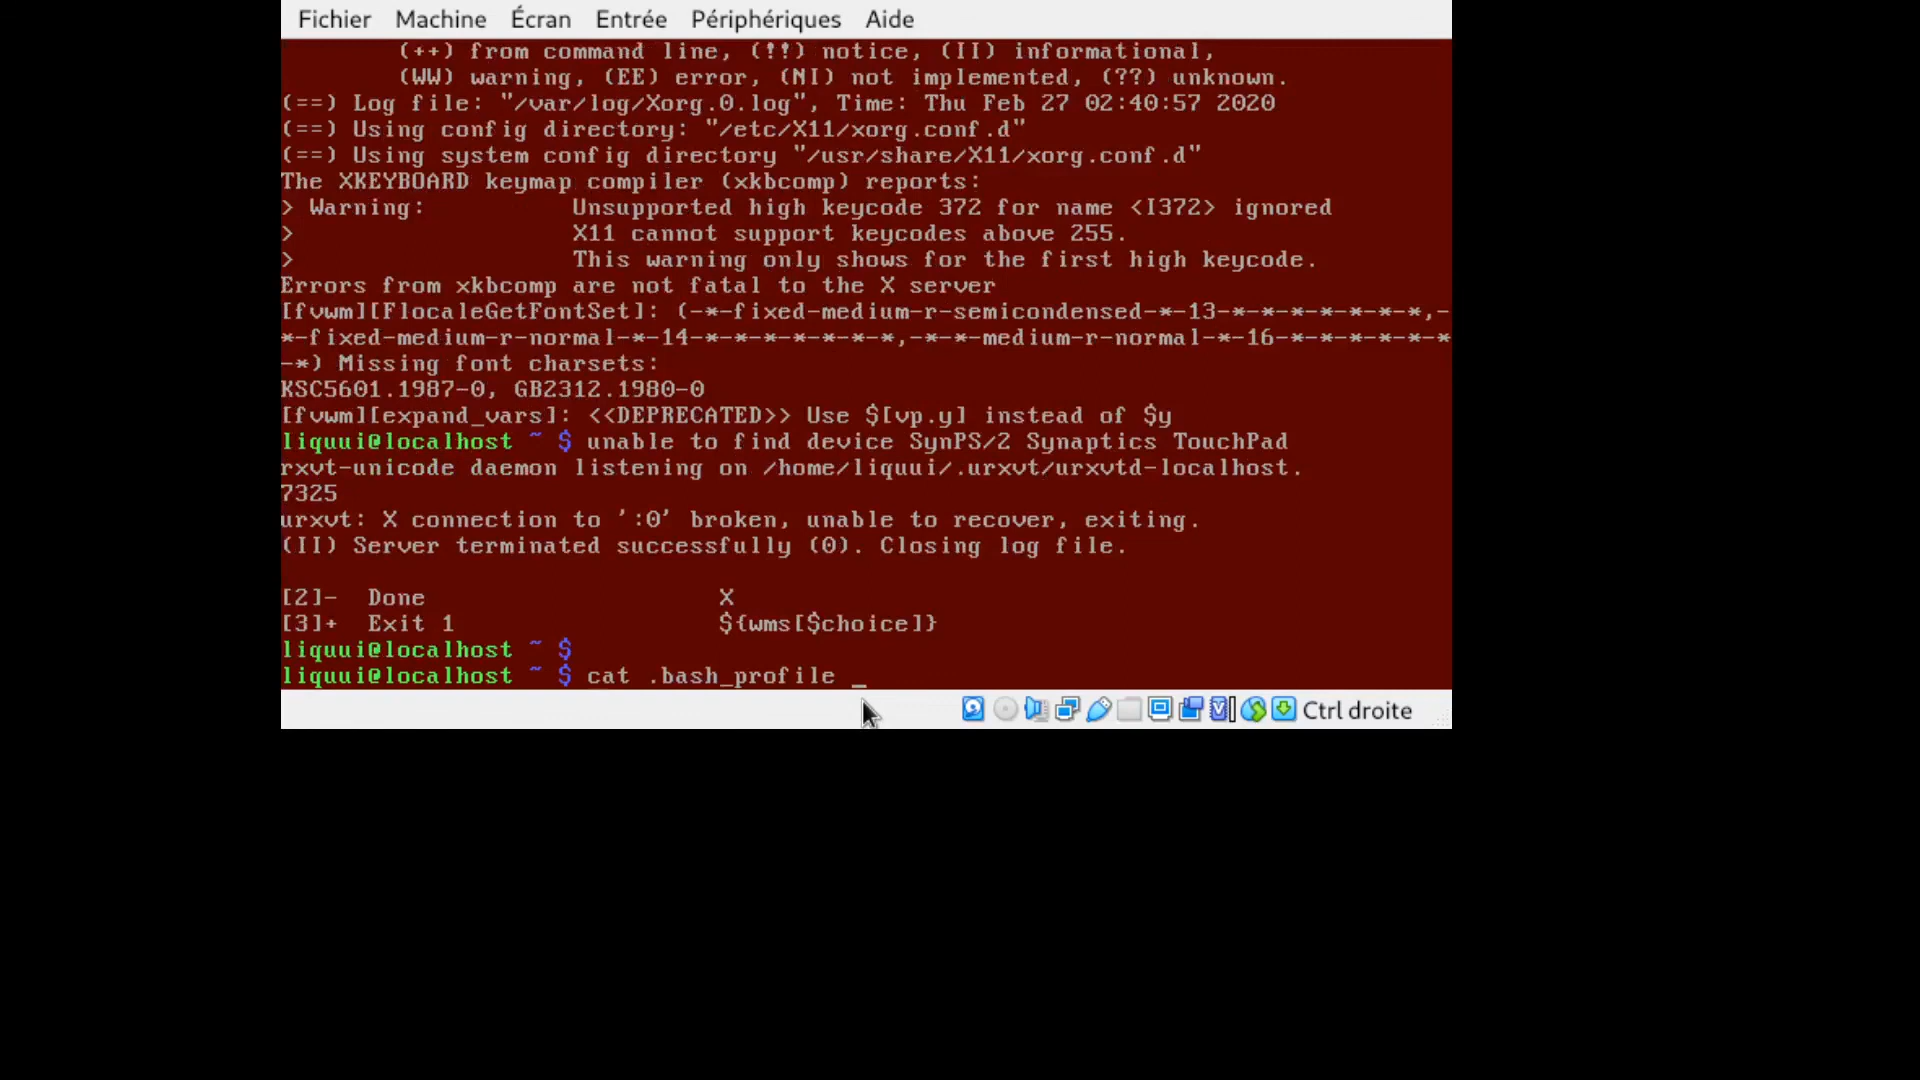 Fichier Machine Écran Entrée Périphériques Aide
(++) from command line, (!!) notice, (II) informational,
(WW) warning, (EE) error, (NI) not implemented, (??) unknown.
(==) Log file: "/var/log/Xorg.0.log", Time: Thu Feb 27 02:40:57 2020
(==) Using config directory: "/etc/X11/xorg.conf.d"
(==) Using system config directory "/usr/share/X11/xorg.conf.d"
The XKEYBOARD keymap compiler (xkbcomp) reports:
> Warning:          Unsupported high keycode 372 for name <I372> ignored
>                   X11 cannot support keycodes above 255.
>                   This warning only shows for the first high keycode.
Errors from xkbcomp are not fatal to the X server
[fvwm][FlocaleGetFontSet]: (-*-fixed-medium-r-semicondensed-*-13-*-*-*-*-*-*-*,-
*-fixed-medium-r-normal-*-14-*-*-*-*-*-*-*,-*-*-medium-r-normal-*-16-*-*-*-*-*-*
-*) Missing font charsets:
KSC5601.1987-0, GB2312.1980-0
[fvwm][expand_vars]: <<DEPRECATED>> Use $[vp.y] instead of $y
liquui@localhost ~ $ unable to find device SynPS/2 Synaptics TouchPad
rxvt-unicode daemon listening on /home/liquui/.urxvt/urxvtd-localhost.
7325
urxvt: X connection to ':0' broken, unable to recover, exiting.
(II) Server terminated successfully (0). Closing log file.
[2]-  Done                    X
[3]+  Exit 1                  ${wms[$choice]}
liquui@localhost ~ $
liquui@localhost ~ $ cat .bash_profile _
Ctrl droite